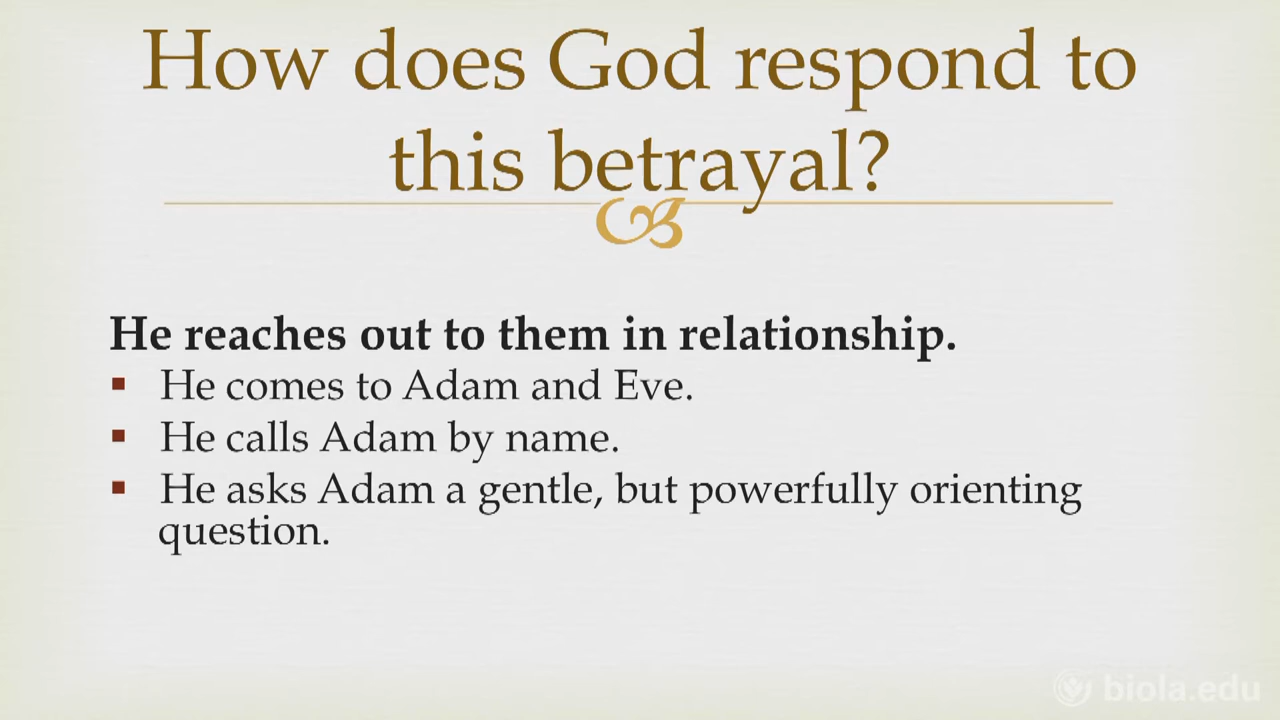 How does God respond to
this betrayal?
He reaches out to them in relationship.
▪ He comes to Adam and Eve.
▪ He calls Adam by name.
▪ He asks Adam a gentle, but powerfully orienting
question.
biola.edu